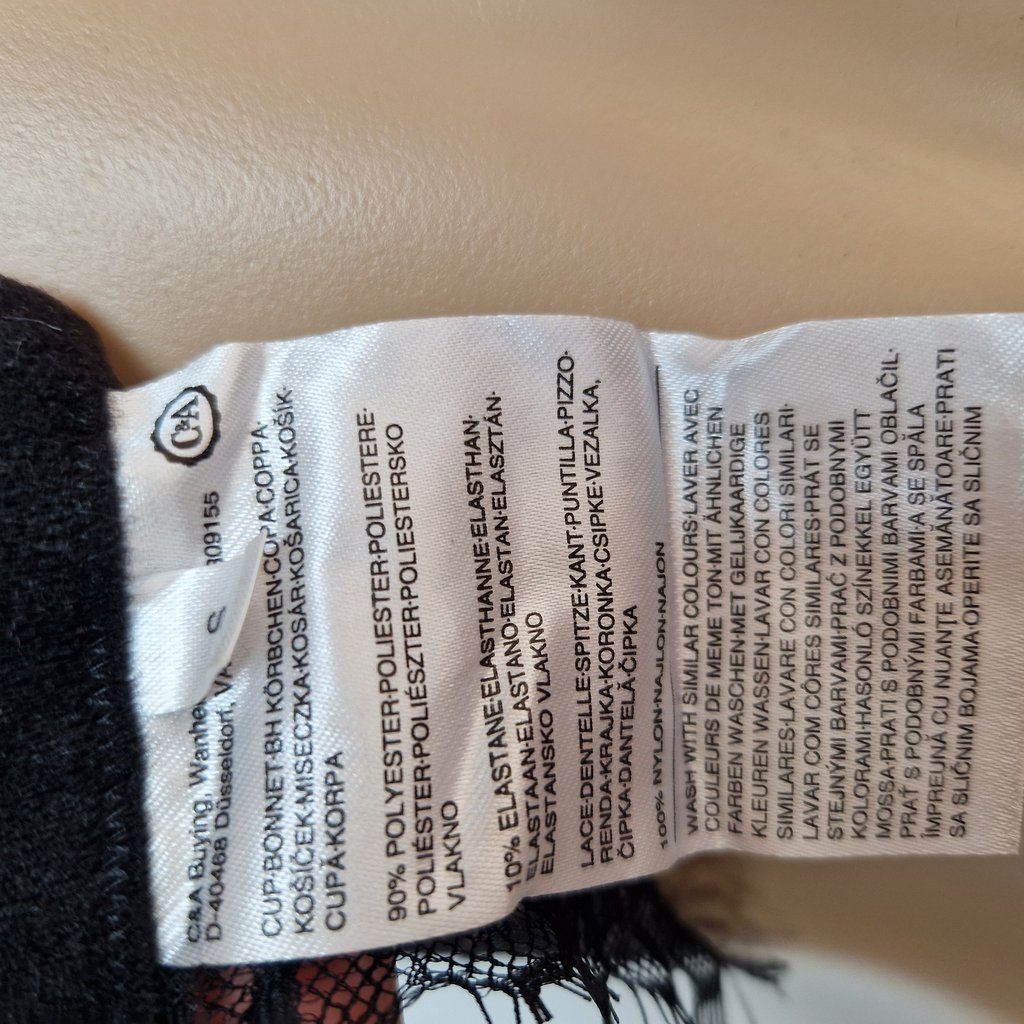 C&A
C&A Buying, Wanhe
D-40468 Düsseldorf, VA 309155
CUP·BONNET·BH KÖRBCHEN·COPA·COPPA·
KOŠÍČEK·MISECZKA·KOSÁR·KOŠARICA·KOŠÍK·
CUPĂ·KORPA
90% POLYESTER·POLIESTER·POLIESTERE·
POLIÉSTER·POLIÉSZTER·POLIESTERSKO
VLAKNO
10% ELASTANE·ELASTHANNE·ELASTHAN·
ELASTAAN·ELASTANO·ELASTAN·ELASZTÁN·
ELASTANSKO VLAKNO
LACE·DENTELLE·SPITZE·KANT·PUNTILLA·PIZZO·
RENDA·KRAJKA·KORONKA·CSIPKE·VEZALKA,
ČIPKA·DANTELĂ·ČIPKA
100% NYLON·NAJLON·NAJON
WASH WITH SIMILAR COLOURS·LAVER AVEC
COULEURS DE MEME TON·MIT ÄHNLICHEN
FARBEN WASCHEN·MET GELIJKAARDIGE
KLEUREN WASSEN·LAVAR CON COLORES
SIMILARES·LAVARE CON COLORI SIMILARI·
LAVAR COM CÔRES SIMILARES·PRÁT SE
STEJNÝMI BARVAMI·PRAĆ Z PODOBNYMI
KOLORAMI·HASONLÓ SZÍNEKKEL EGYÜTT
MOSSA·PRATI S PODOBNIMI BARVAMI OBLAČIL·
PRAŤ S PODOBNÝMI FARBAMI·A SE SPĂLA
ÎMPREUNĂ CU NUANŢE ASEMĂNĂTOARE·PRATI
SA SLIČNIM BOJAMA·OPERITE SA SLIČNIM